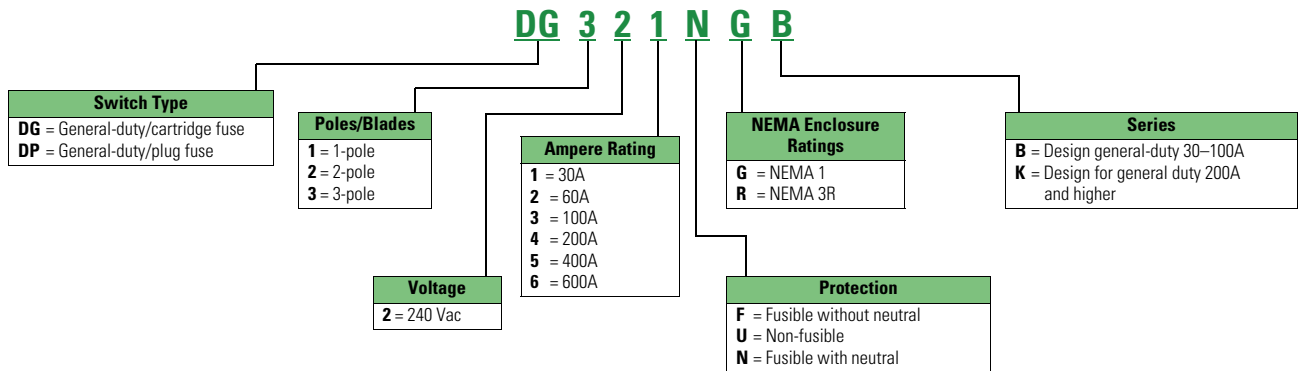 DG 3 2 1 N G B
Switch Type
DG = General-duty/cartridge fuse
DP = General-duty/plug fuse
Poles/Blades
1 = 1-pole
2 = 2-pole
3 = 3-pole
Voltage
2 = 240 Vac
Ampere Rating
1 = 30A
2 = 60A
3 = 100A
4 = 200A
5 = 400A
6 = 600A
Protection
F = Fusible without neutral
U = Non-fusible
N = Fusible with neutral
NEMA Enclosure
Ratings
G = NEMA 1
R = NEMA 3R
Series
B = Design general-duty 30–100A
K = Design for general duty 200A
and higher